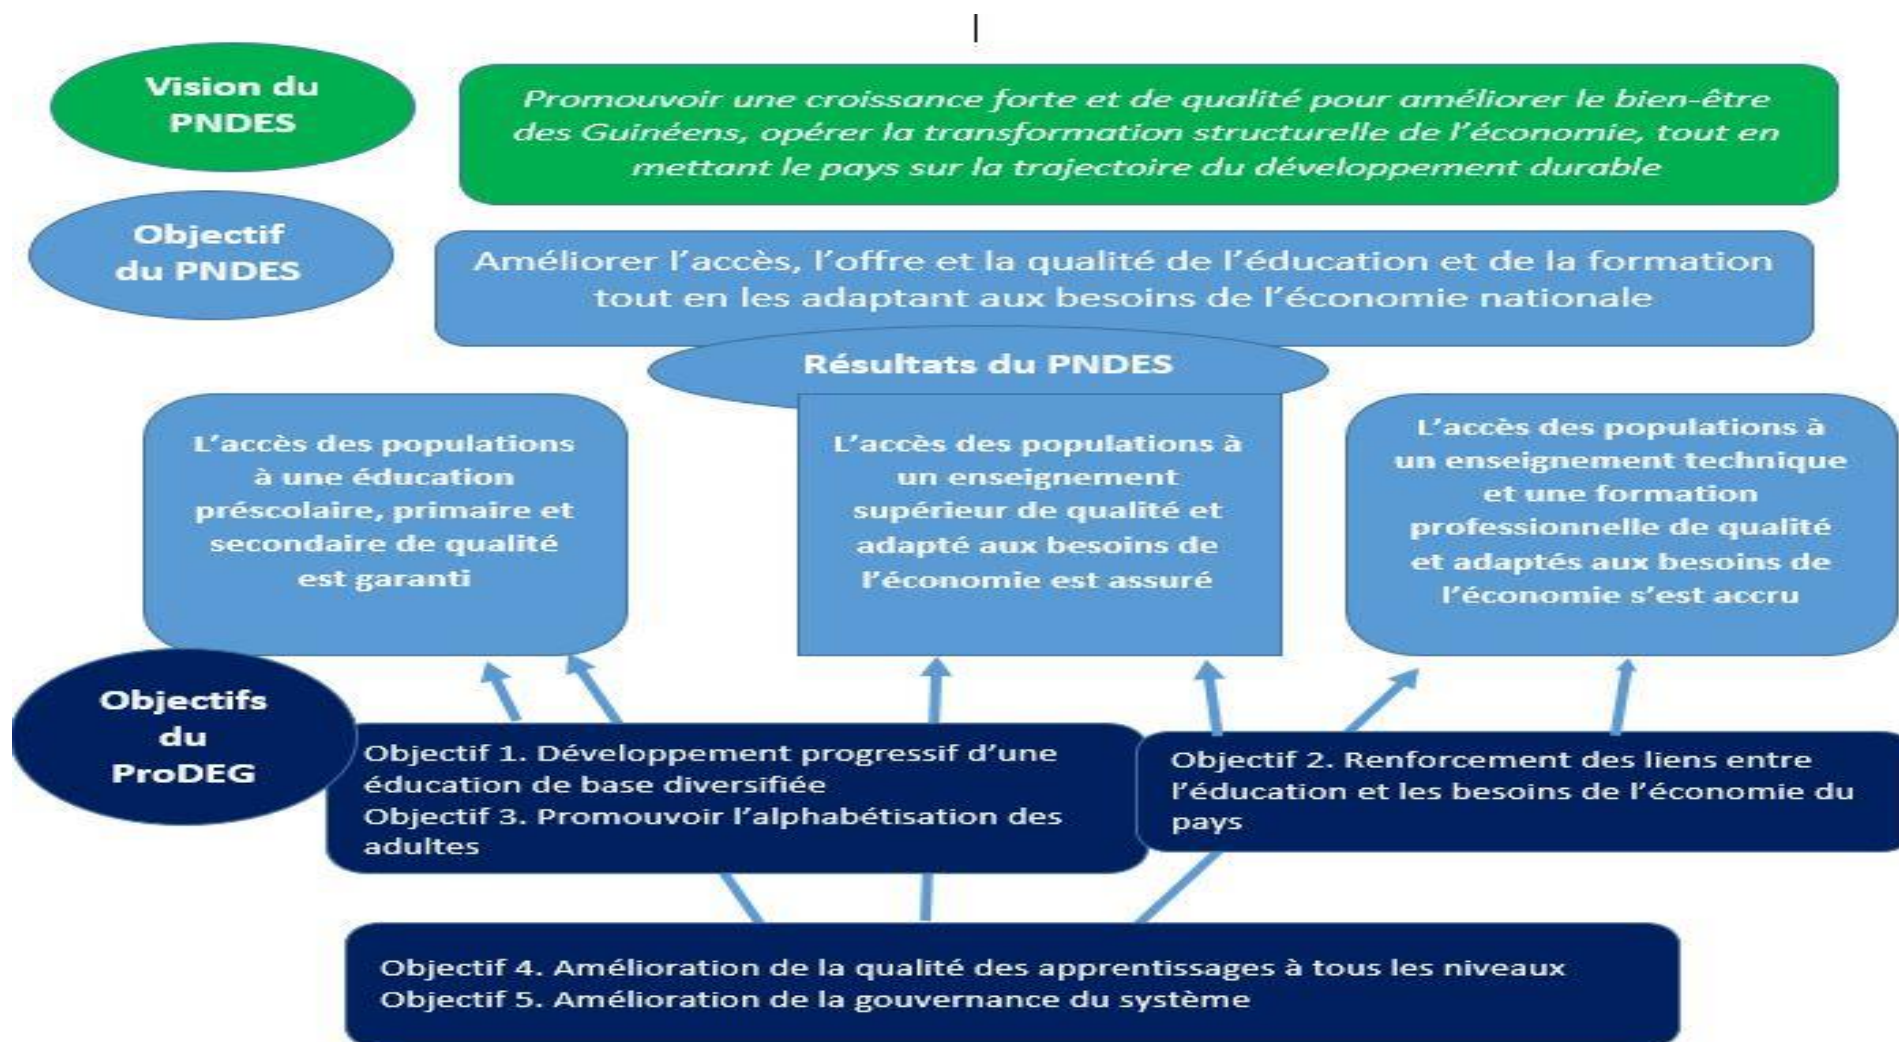 Vision du
PNDES
Promouvoir une croissance forte et de qualité pour améliorer le bien-être
des Guinéens, opérer la transformation structurelle de l'économie, tout en
mettant le pays sur la trajectoire du développement durable
Objectif
du PNDES
Améliorer l'accès, l'offre et la qualité de l'éducation et de la formation
tout en les adaptant aux besoins de l'économie nationale
Résultats du PNDES
L'accès des populations
à une éducation
préscolaire, primaire et
secondaire de qualité
est garanti
L'accès des populations à
un enseignement
supérieur de qualité et
adapté aux besoins de
l'économie est assuré
L'accès des populations à
un enseignement technique
et une formation
professionnelle de qualité
et adaptés aux besoins de
l'économie s'est accru
Objectifs
du
ProDEG
Objectif 1. Développement progressif d'une
éducation de base diversifiée
Objectif 3. Promouvoir l'alphabétisation des
adultes
Objectif 2. Renforcement des liens entre
l'éducation et les besoins de l'économie du
pays
Objectif 4. Amélioration de la qualité des apprentissages à tous les niveaux
Objectif 5. Amélioration de la gouvernance du système